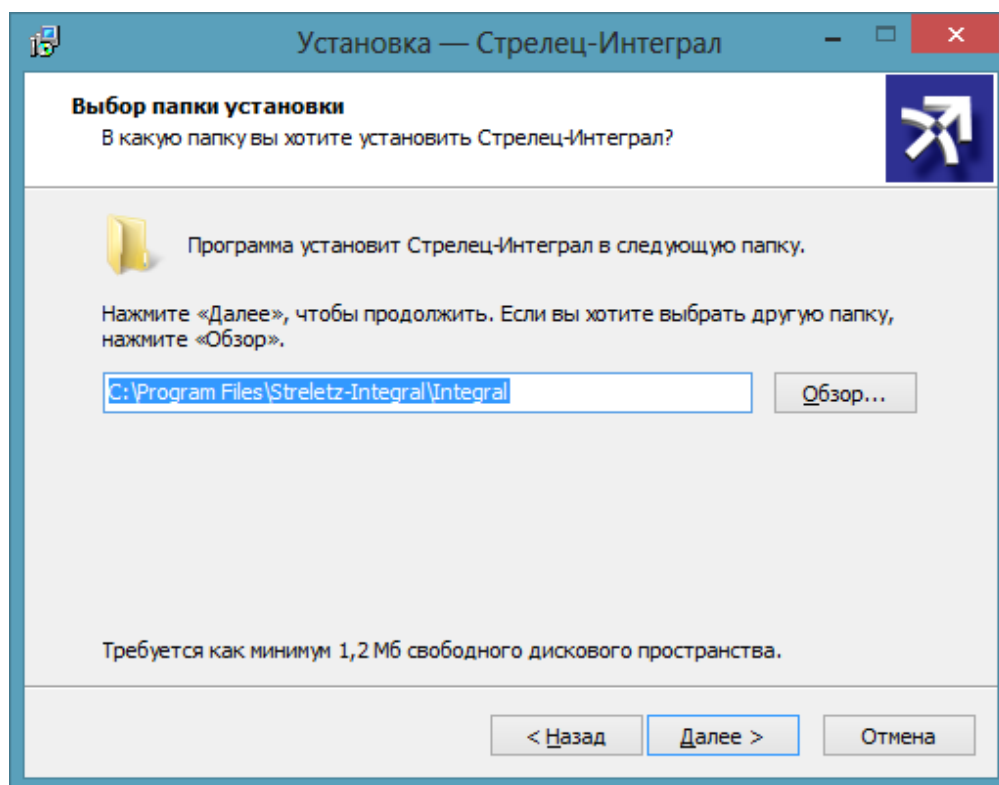 Установка — Стрелец-Интеграл
Выбор папки установки
В какую папку вы хотите установить Стрелец-Интеграл?
Программа установит Стрелец-Интеграл в следующую папку.
Нажмите «Далее», чтобы продолжить. Если вы хотите выбрать другую папку,
нажмите «Обзор».
C:\Program Files\Streletz-Integral\Integral
Обзор...
Требуется как минимум 1,2 Мб свободного дискового пространства.
< Назад
Далее >
Отмена